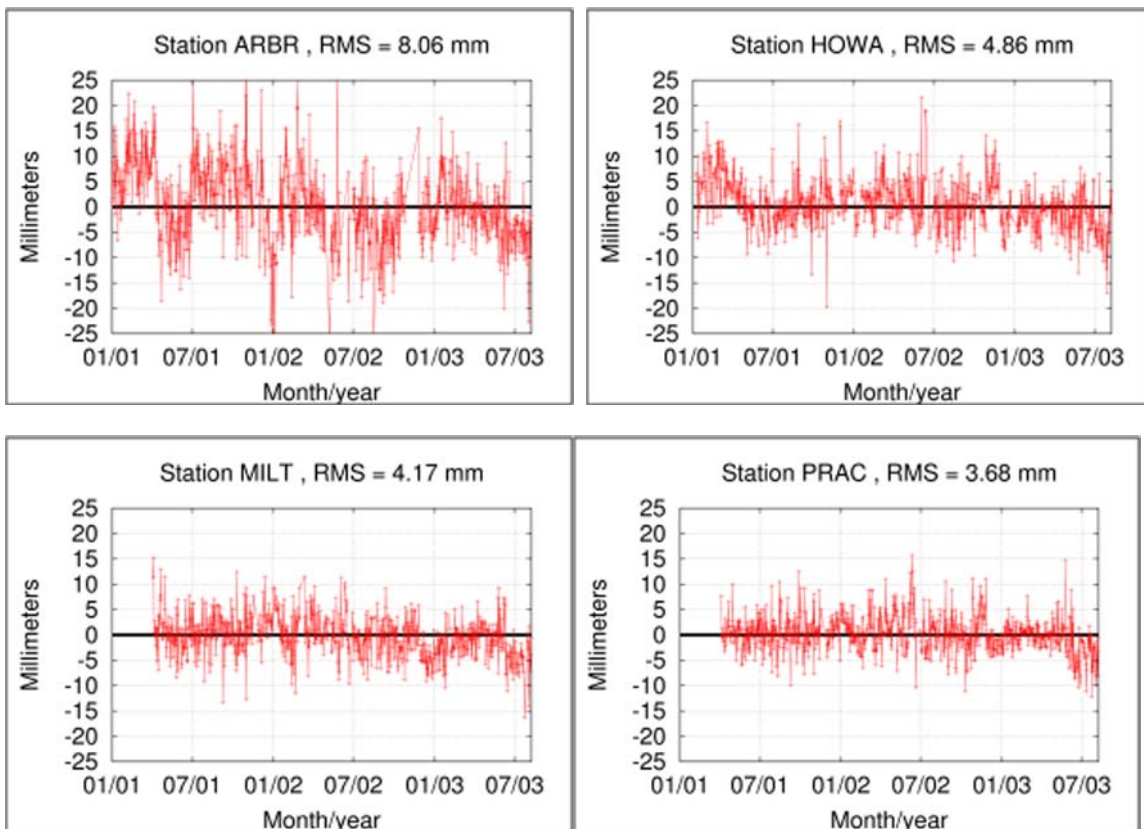 Station ARBR , RMS = 8.06 mm
25
20
15
10
5
0
-5
-10
-15
-20
-25
Millimeters
01/01 07/01 01/02 07/02 01/03 07/03
Month/year
Station HOWA , RMS = 4.86 mm
25
20
15
10
5
0
-5
-10
-15
-20
-25
Millimeters
01/01 07/01 01/02 07/02 01/03 07/03
Month/year
Station MILT , RMS = 4.17 mm
25
20
15
10
5
0
-5
-10
-15
-20
-25
Millimeters
01/01 07/01 01/02 07/02 01/03 07/03
Month/year
Station PRAC , RMS = 3.68 mm
25
20
15
10
5
0
-5
-10
-15
-20
-25
Millimeters
01/01 07/01 01/02 07/02 01/03 07/03
Month/year